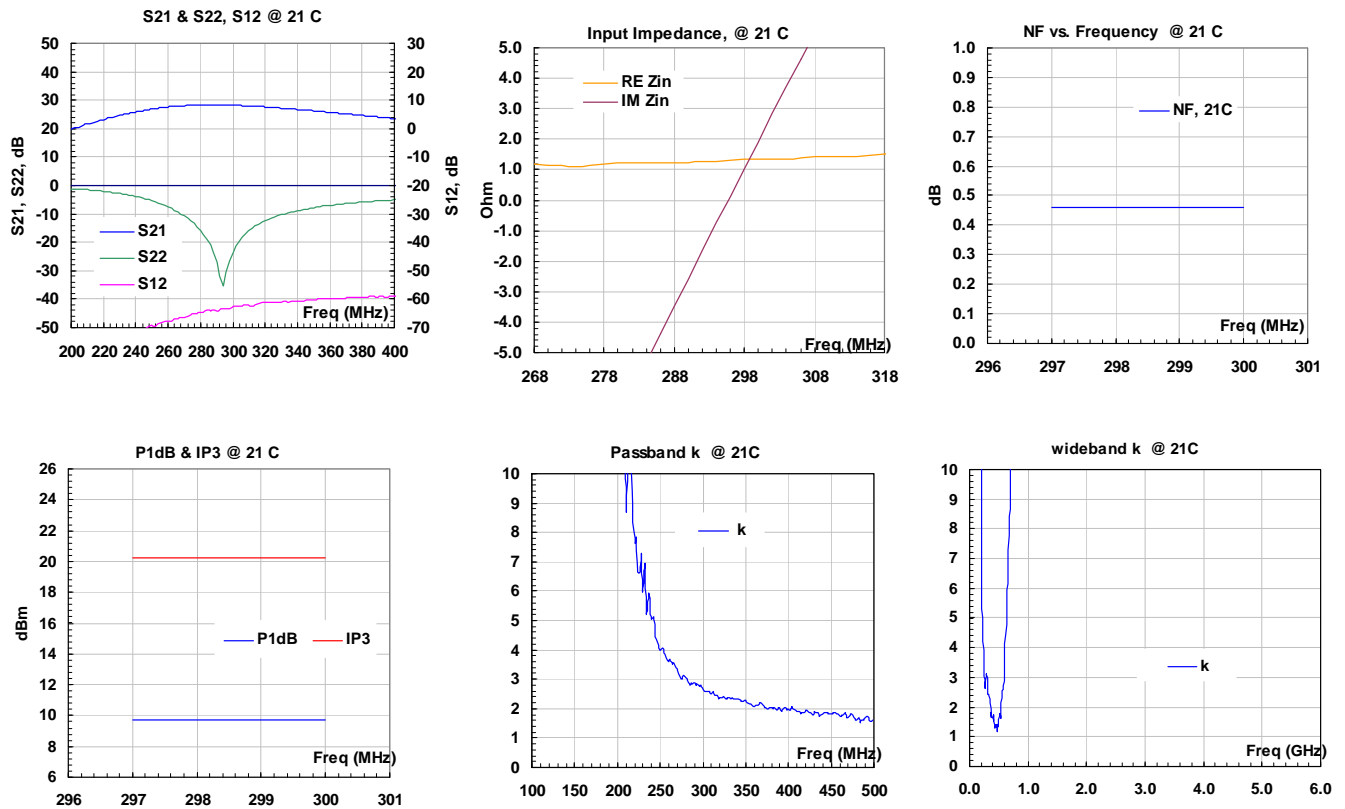 S21 & S22, S12 @ 21 C
50
40
30
20
10
0
-10
-20
-30
-40
-50
30
20
10
0
-10
-20
-30
-40
-50
-60
-70
S21, S22, dB
S12, dB
S21
S22
S12
Freq (MHz)
200 220 240 260 280 300 320 340 360 380 400
Input Impedance, @ 21 C
5.0
4.0
3.0
2.0
1.0
0.0
-1.0
-2.0
-3.0
-4.0
-5.0
Ohm
RE Zin
IM Zin
Freq (MHz)
268 278 288 298 308 318
NF vs. Frequency @ 21 C
1.0
0.9
0.8
0.7
0.6
0.5
0.4
0.3
0.2
0.1
0.0
dB
NF, 21C
Freq (MHz)
296 297 298 299 300 301
P1dB & IP3 @ 21 C
26
24
22
20
18
16
14
12
10
8
6
dBm
P1dB IP3
Freq (MHz)
296 297 298 299 300 301
Passband k @ 21C
10
9
8
7
6
5
4
3
2
1
0
k
Freq (MHz)
100 150 200 250 300 350 400 450 500
wideband k @ 21C
10
9
8
7
6
5
4
3
2
1
0
k
Freq (GHz)
0.0 1.0 2.0 3.0 4.0 5.0 6.0